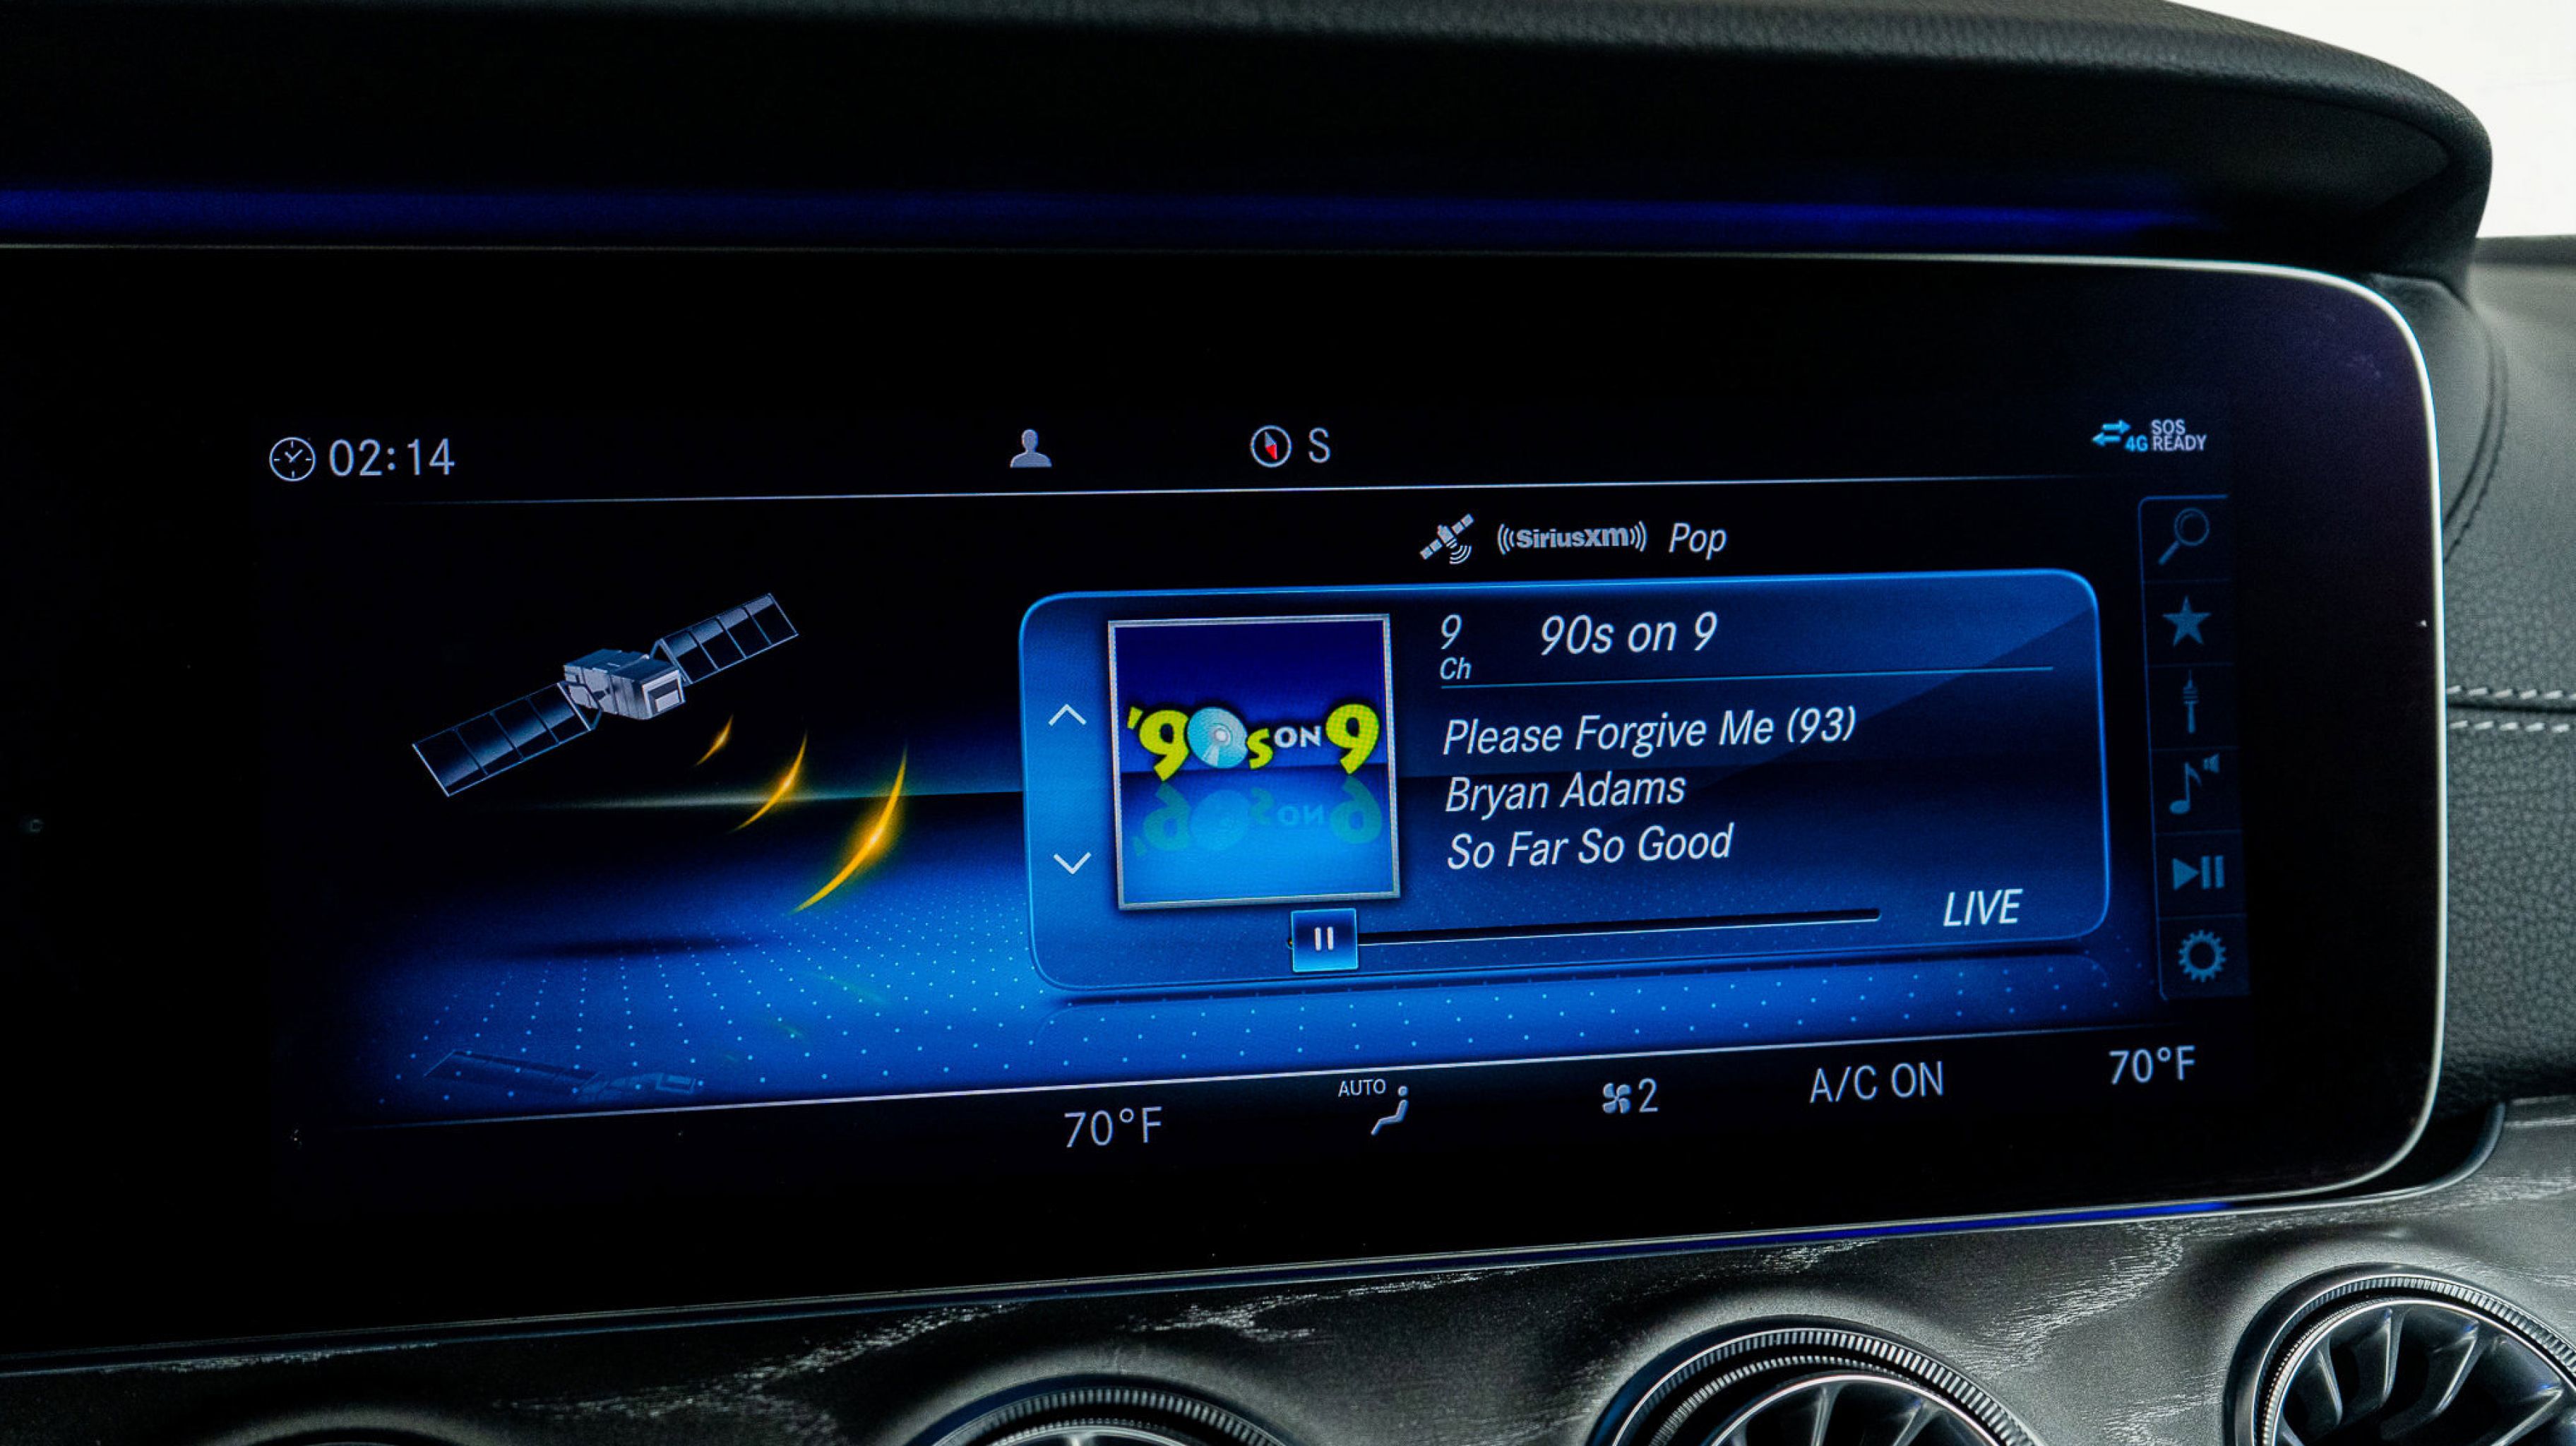 02:14
S
4G
SOS
READY
((SiriusXM)) Pop
9
Ch
90s on 9
'90s ON 9
Please Forgive Me (93)
Bryan Adams
So Far So Good
LIVE
70°F
AUTO
2
A/C ON
70°F